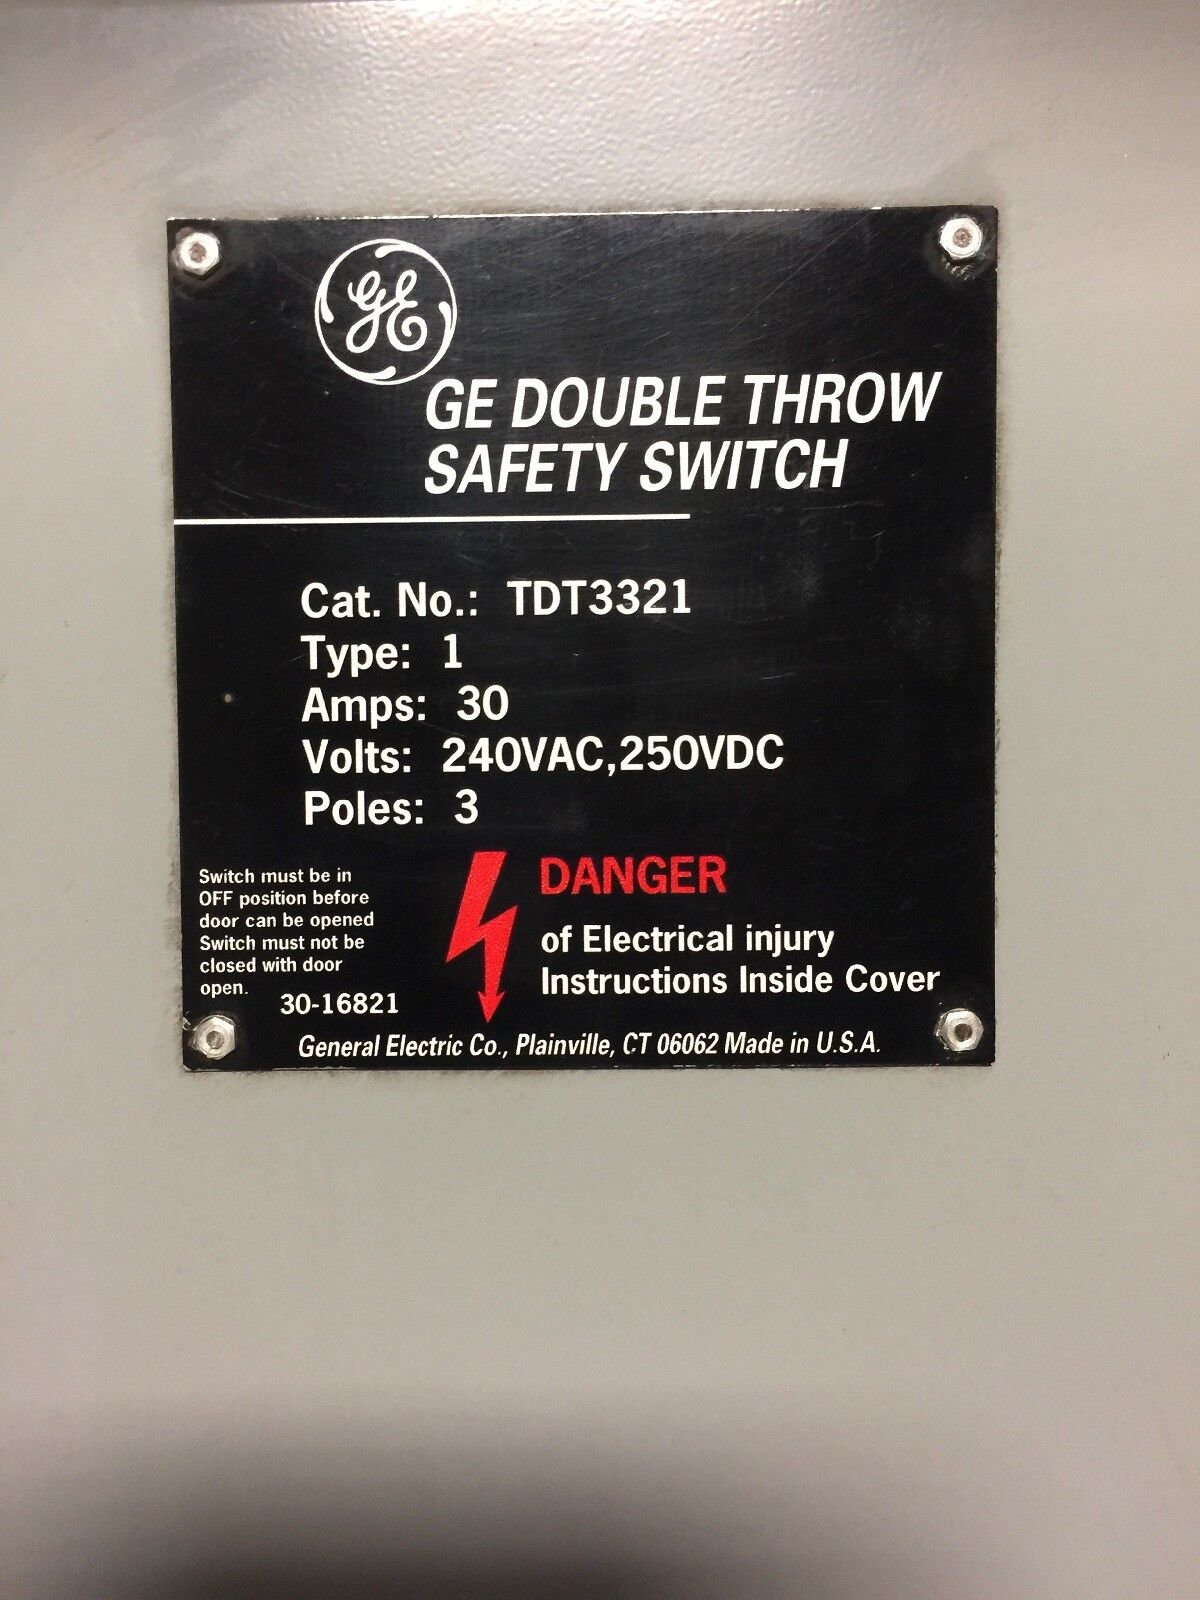 GE
GE DOUBLE THROW
SAFETY SWITCH
Cat. No.: TDT3321
Type: 1
Amps: 30
Volts: 240VAC,250VDC
Poles: 3
Switch must be in
OFF position before
door can be opened
Switch must not be
closed with door
open.
30-16821
DANGER
of Electrical injury
Instructions Inside Cover
General Electric Co., Plainville, CT 06062 Made in U.S.A.